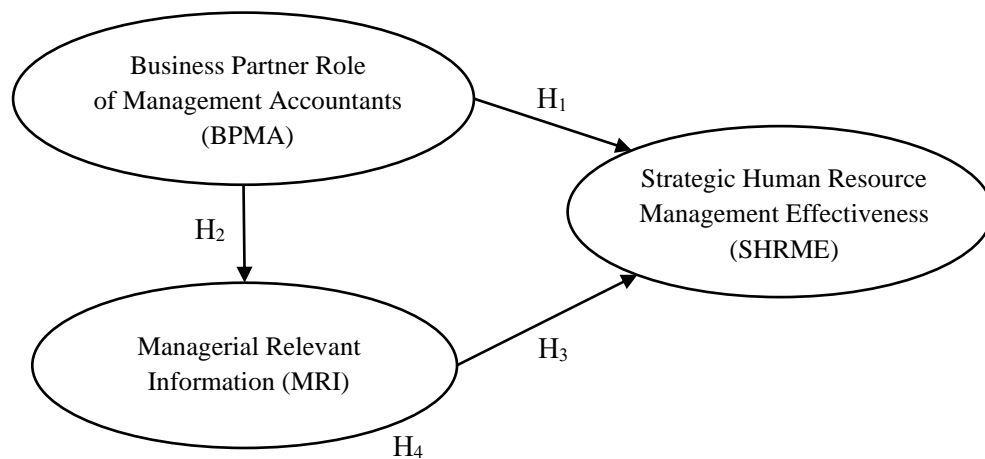 Business Partner Role
of Management Accountants
(BPMA)
H₁
Strategic Human Resource
Management Effectiveness
(SHRME)
H₂
Managerial Relevant
Information (MRI)
H₃
H₄